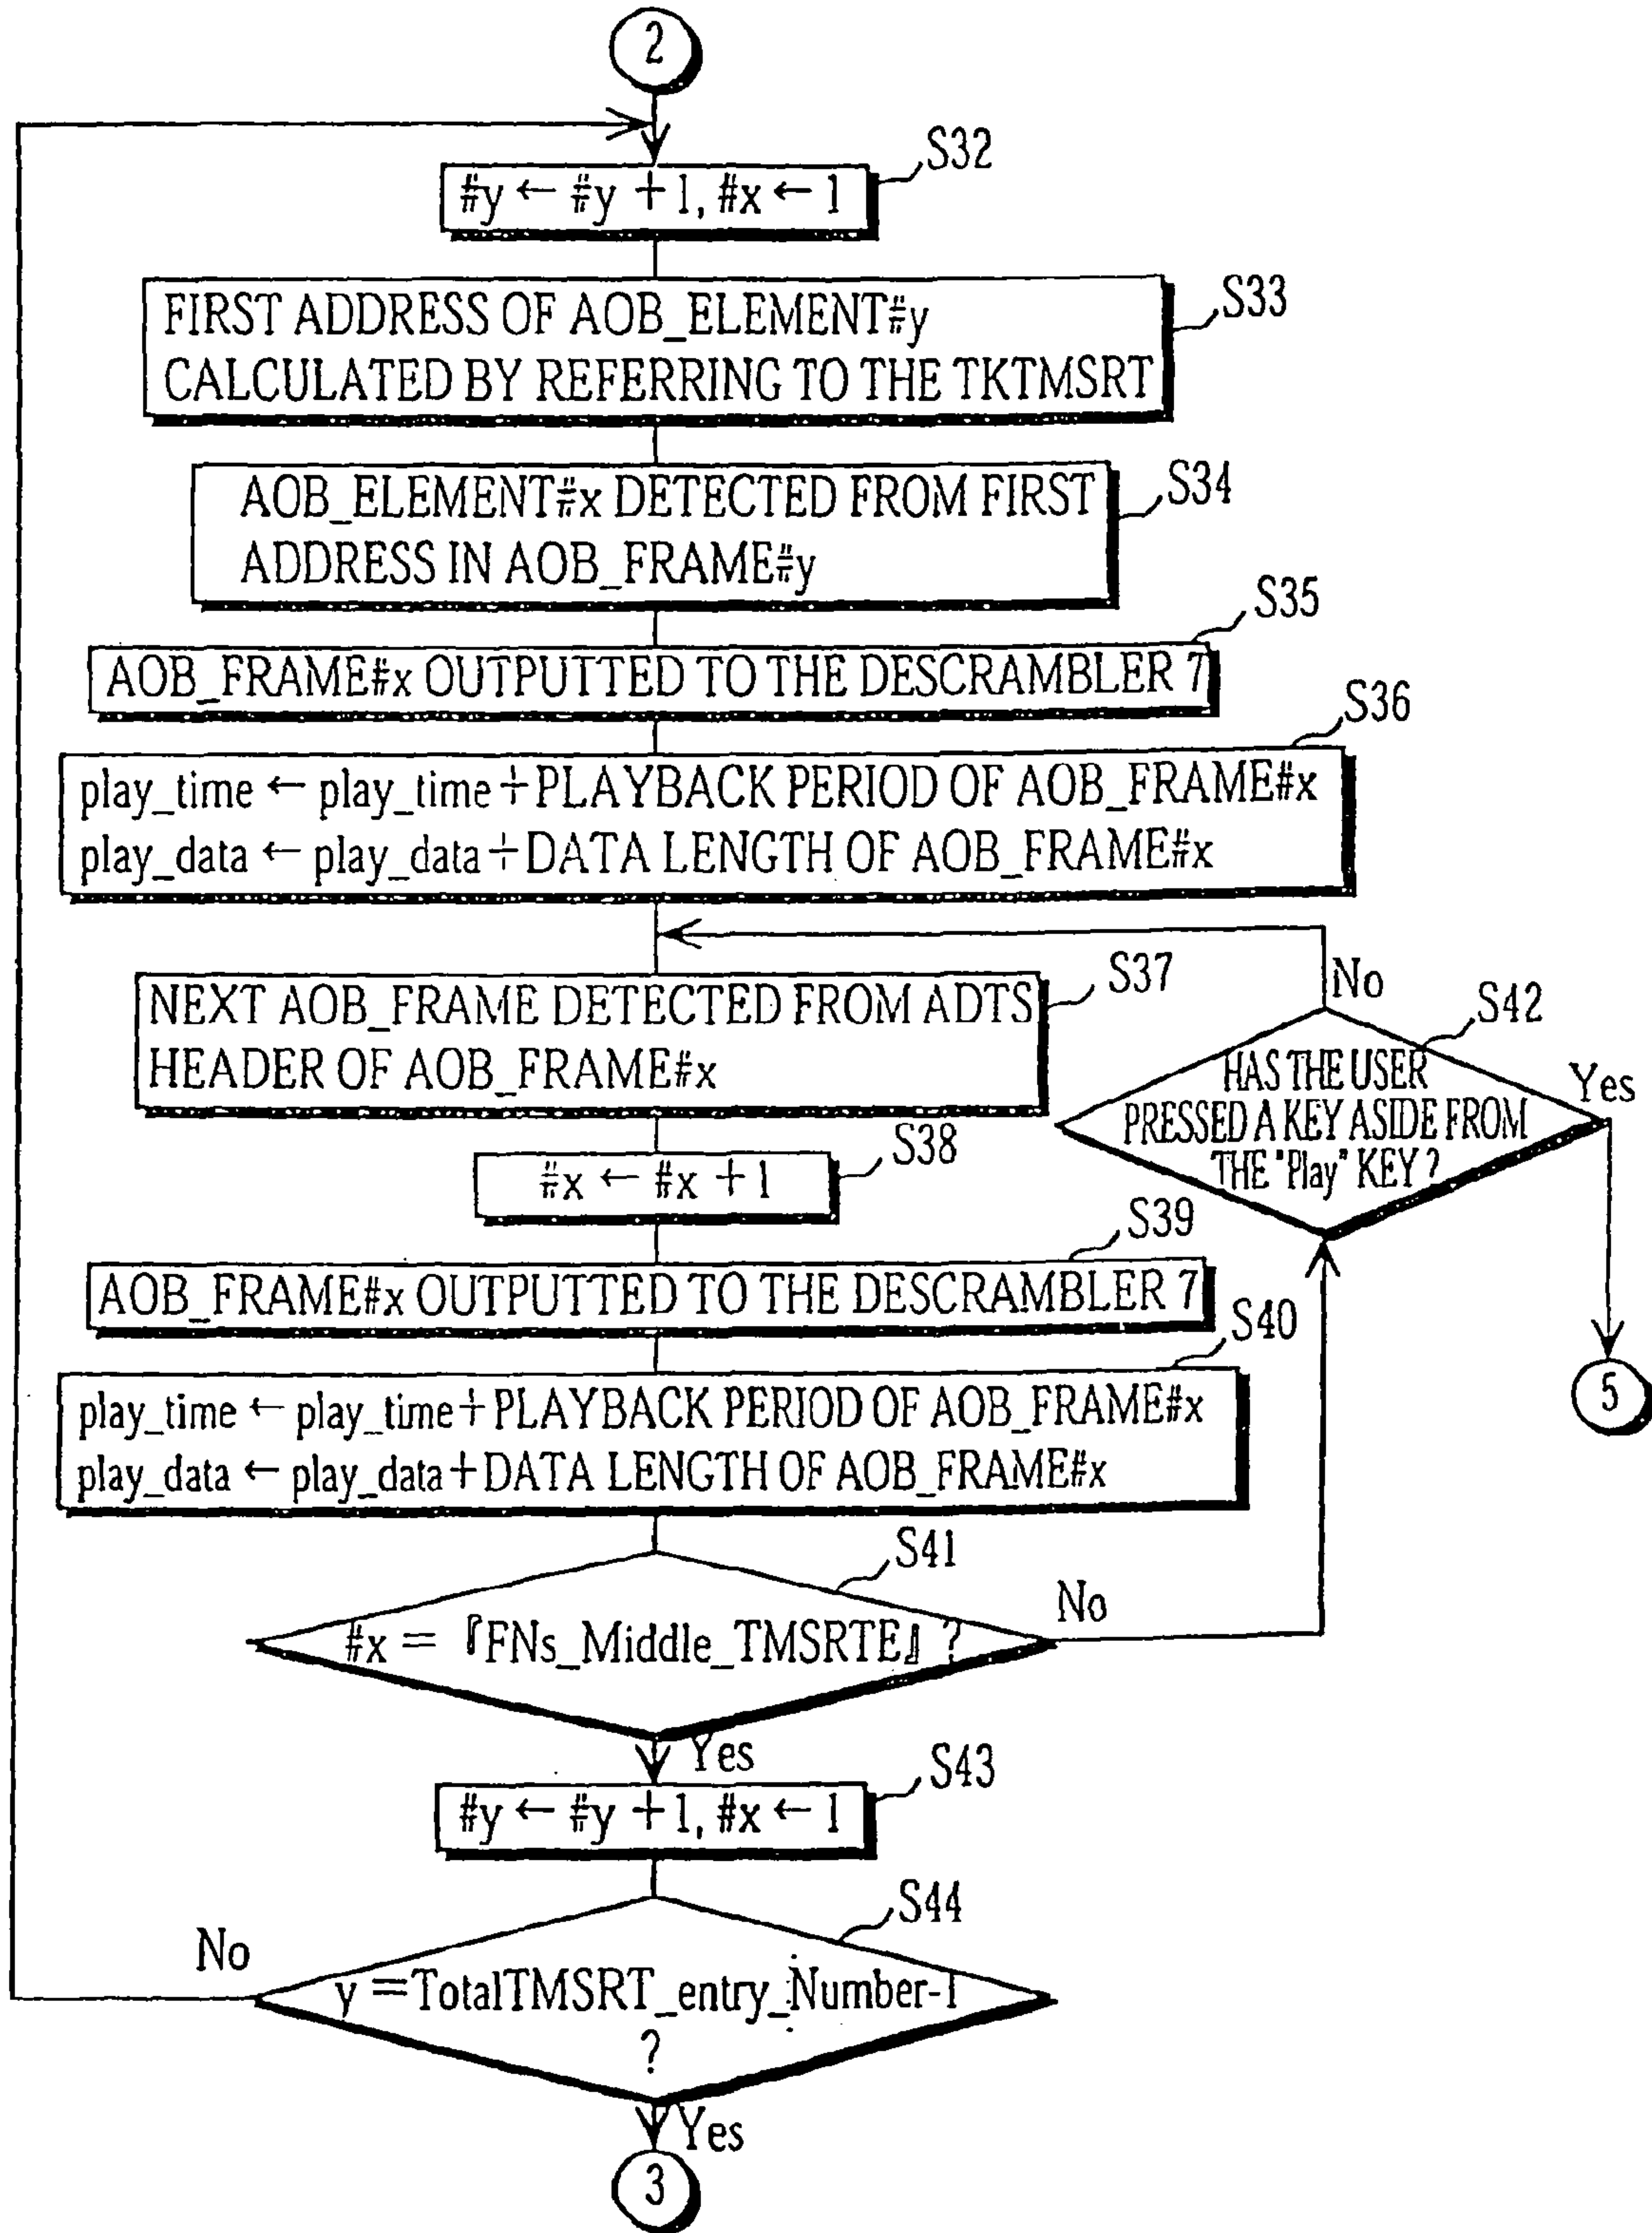 2
S32
#y ← #y + 1, #x ← 1
S33
FIRST ADDRESS OF AOB_ELEMENT#y
CALCULATED BY REFERRING TO THE TKTMSRT
S34
AOB_ELEMENT#x DETECTED FROM FIRST
ADDRESS IN AOB_FRAME#y
S35
AOB_FRAME#x OUTPUTTED TO THE DESCRAMBLER 7
S36
play_time ← play_time+PLAYBACK PERIOD OF AOB_FRAME#x
play_data ← play_data+DATA LENGTH OF AOB_FRAME#x
S37
NEXT AOB_FRAME DETECTED FROM ADTS
HEADER OF AOB_FRAME#x
No
S42
HAS THE USER
PRESSED A KEY ASIDE FROM
THE "Play" KEY ?
Yes
5
S38
#x ← #x + 1
S39
AOB_FRAME#x OUTPUTTED TO THE DESCRAMBLER 7
S40
play_time ← play_time+PLAYBACK PERIOD OF AOB_FRAME#x
play_data ← play_data+DATA LENGTH OF AOB_FRAME#x
S41
#x = 『FNs_Middle_TMSRTE』 ?
No
Yes
S43
#y ← #y + 1, #x ← 1
S44
No
y =TotalTMSRT_entry_Number-1
?
Yes
3